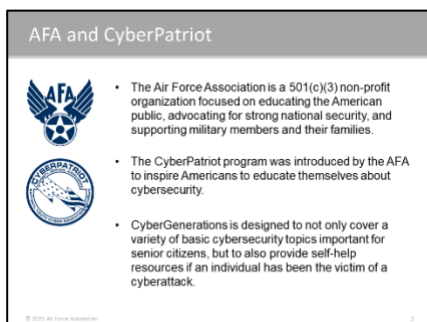 AFA and CyberPatriot
AFA
• The Air Force Association is a 501(c)(3) non-profit
organization focused on educating the American
public, advocating for strong national security, and
supporting military members and their families.
CYBERPATRIOT
• The CyberPatriot program was introduced by the AFA
to inspire Americans to educate themselves about
cybersecurity.
• CyberGenerations is designed to not only cover a
variety of basic cybersecurity topics important for
senior citizens, but to also provide self-help
resources if an individual has been the victim of a
cyberattack.
© 2020 Air Force Association
2